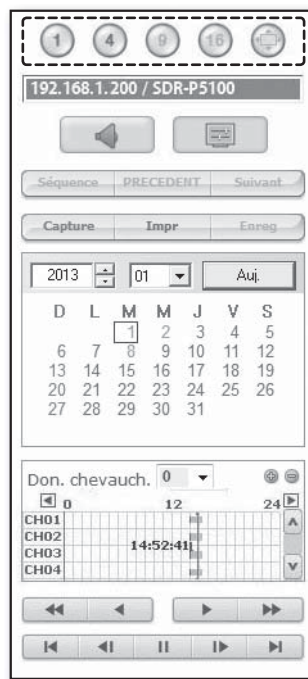 1 4 9 16
192.168.1.200 / SDR-P5100
Séquence PRECEDENT Suivant
Capture Impr Enreg
2013 01 Auj.
D L M M J V S
1 2 3 4 5
6 7 8 9 10 11 12
13 14 15 16 17 18 19
20 21 22 23 24 25 26
27 28 29 30 31
Don. chevauch. 0
0 12 24
CH01
CH02
14:52:41
CH03
CH04